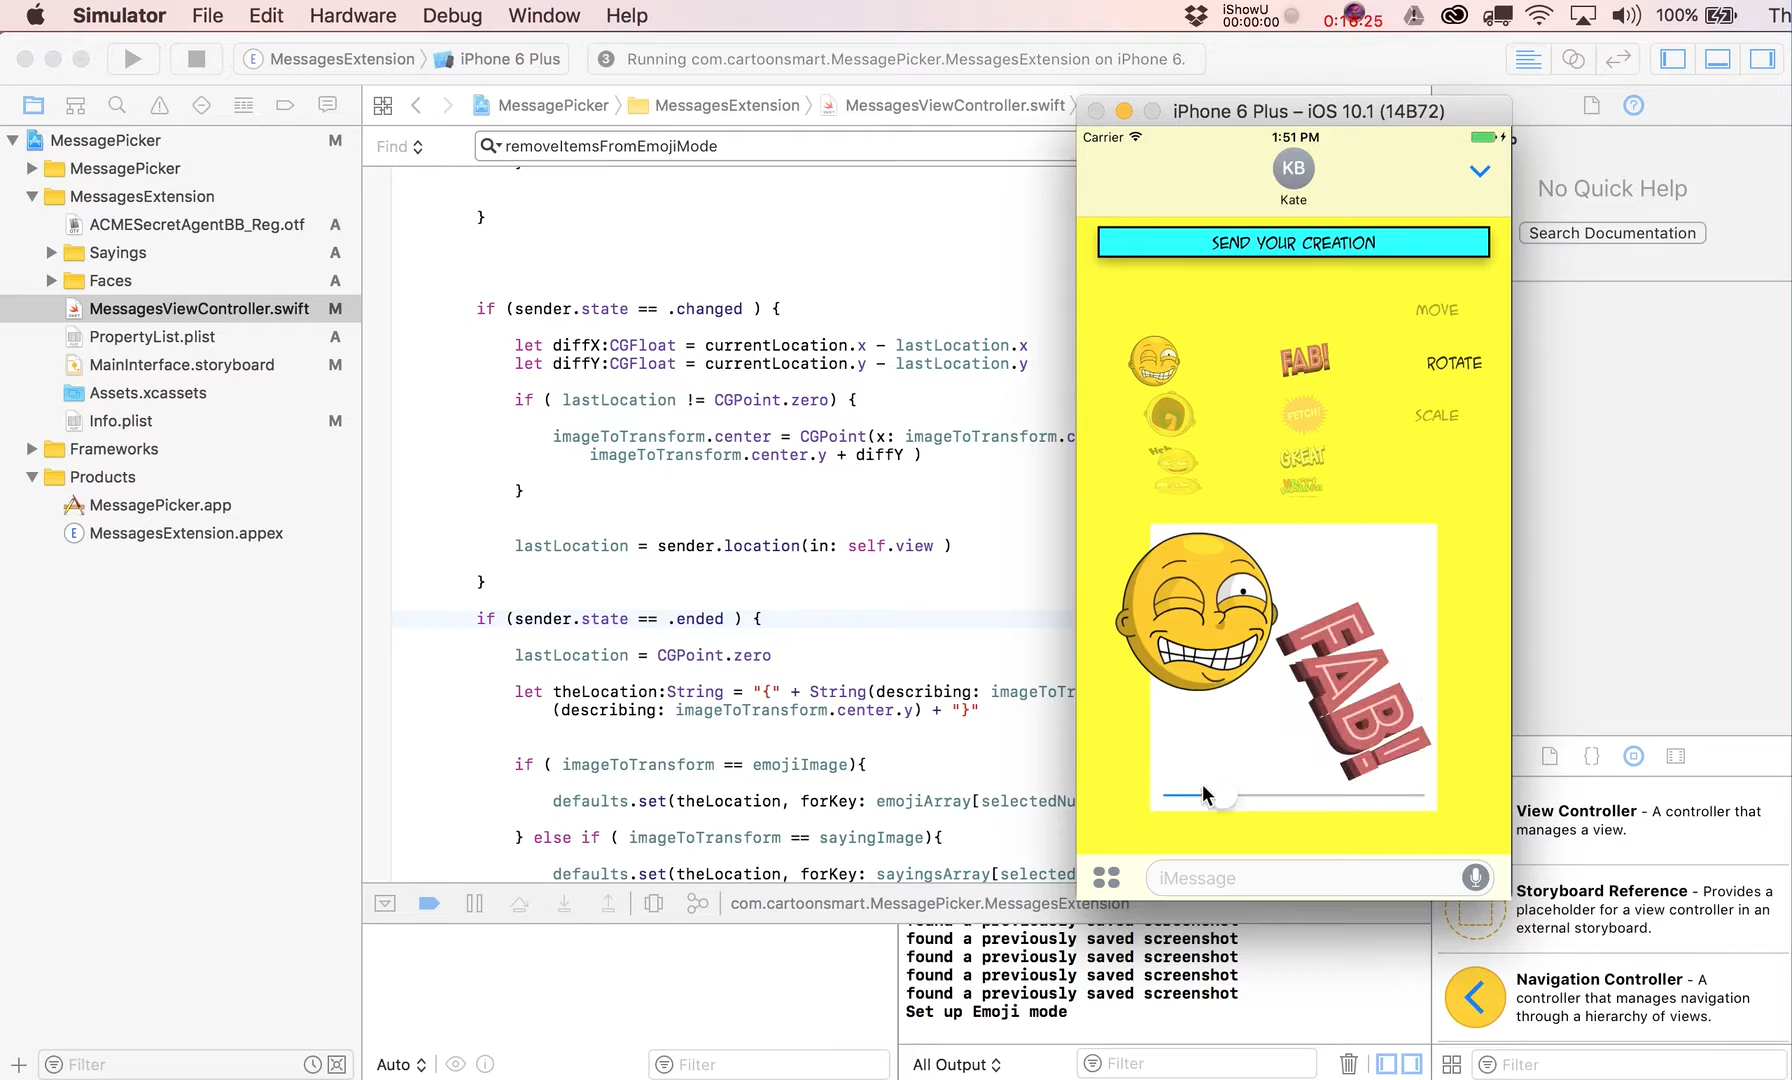 Simulator File Edit Hardware Debug Window Help
iShowU
00:00:00
0:16:25
100%
Th
MessagesExtension
iPhone 6 Plus
3
Running com.cartoonsmart.MessagePicker.MessagesExtension on iPhone 6.
MessagePicker M
MessagePicker
MessagesExtension
ACMESecretAgentBB_Reg.otf A
Sayings A
Faces A
MessagesViewController.swift M
PropertyList.plist A
MainInterface.storyboard M
Assets.xcassets
Info.plist M
Frameworks
Products
MessagePicker.app
MessagesExtension.appex
Filter
MessagePicker
MessagesExtension
MessagesViewController.swift
Find
removeItemsFromEmojiMode
}
if (sender.state == .changed ) {
let diffX:CGFloat = currentLocation.x - lastLocation.x
let diffY:CGFloat = currentLocation.y - lastLocation.y
if ( lastLocation != CGPoint.zero) {
imageToTransform.center = CGPoint(x: imageToTransform.c
imageToTransform.center.y + diffY )
}
lastLocation = sender.location(in: self.view )
}
if (sender.state == .ended ) {
lastLocation = CGPoint.zero
let theLocation:String = "{" + String(describing: imageToTr
(describing: imageToTransform.center.y) + "}"
if ( imageToTransform == emojiImage){
defaults.set(theLocation, forKey: emojiArray[selectedNu
} else if ( imageToTransform == sayingImage){
defaults.set(theLocation, forKey: sayingsArray[selected
com.cartoonsmart.MessagePicker.MessagesExtension
found a previously saved screenshot
found a previously saved screenshot
found a previously saved screenshot
found a previously saved screenshot
found a previously saved screenshot
Set up Emoji mode
Auto
Filter
All Output
Filter
iPhone 6 Plus – iOS 10.1 (14B72)
Carrier
1:51 PM
KB
Kate
SEND YOUR CREATION
MOVE
FAB!
ROTATE
FETCH!
SCALE
Heh
GREAT
FAB!
iMessage
No Quick Help
Search Documentation
View Controller - A controller that
manages a view.
Storyboard Reference - Provides a
placeholder for a view controller in an
external storyboard.
Navigation Controller - A
controller that manages navigation
through a hierarchy of views.
Filter